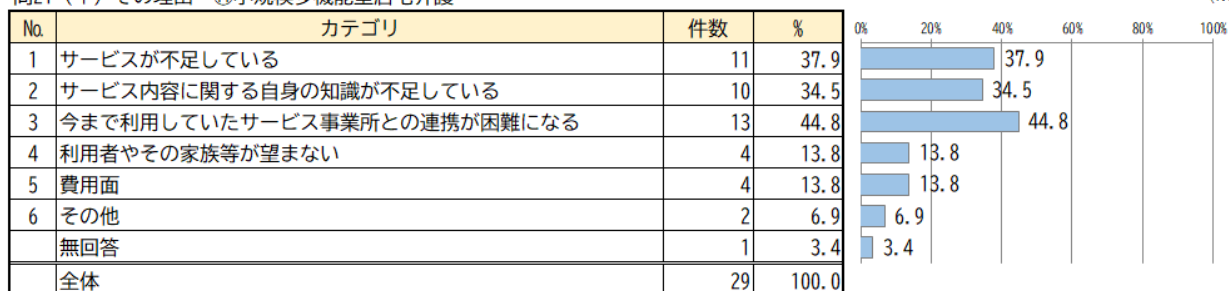 No. カテゴリ 件数 % 0% 20% 40% 60% 80% 100%
1 サービスが不足している 11 37.9 37.9
2 サービス内容に関する自身の知識が不足している 10 34.5 34.5
3 今まで利用していたサービス事業所との連携が困難になる 13 44.8 44.8
4 利用者やその家族等が望まない 4 13.8 13.8
5 費用面 4 13.8 13.8
6 その他 2 6.9 6.9
無回答 1 3.4 3.4
全体 29 100.0